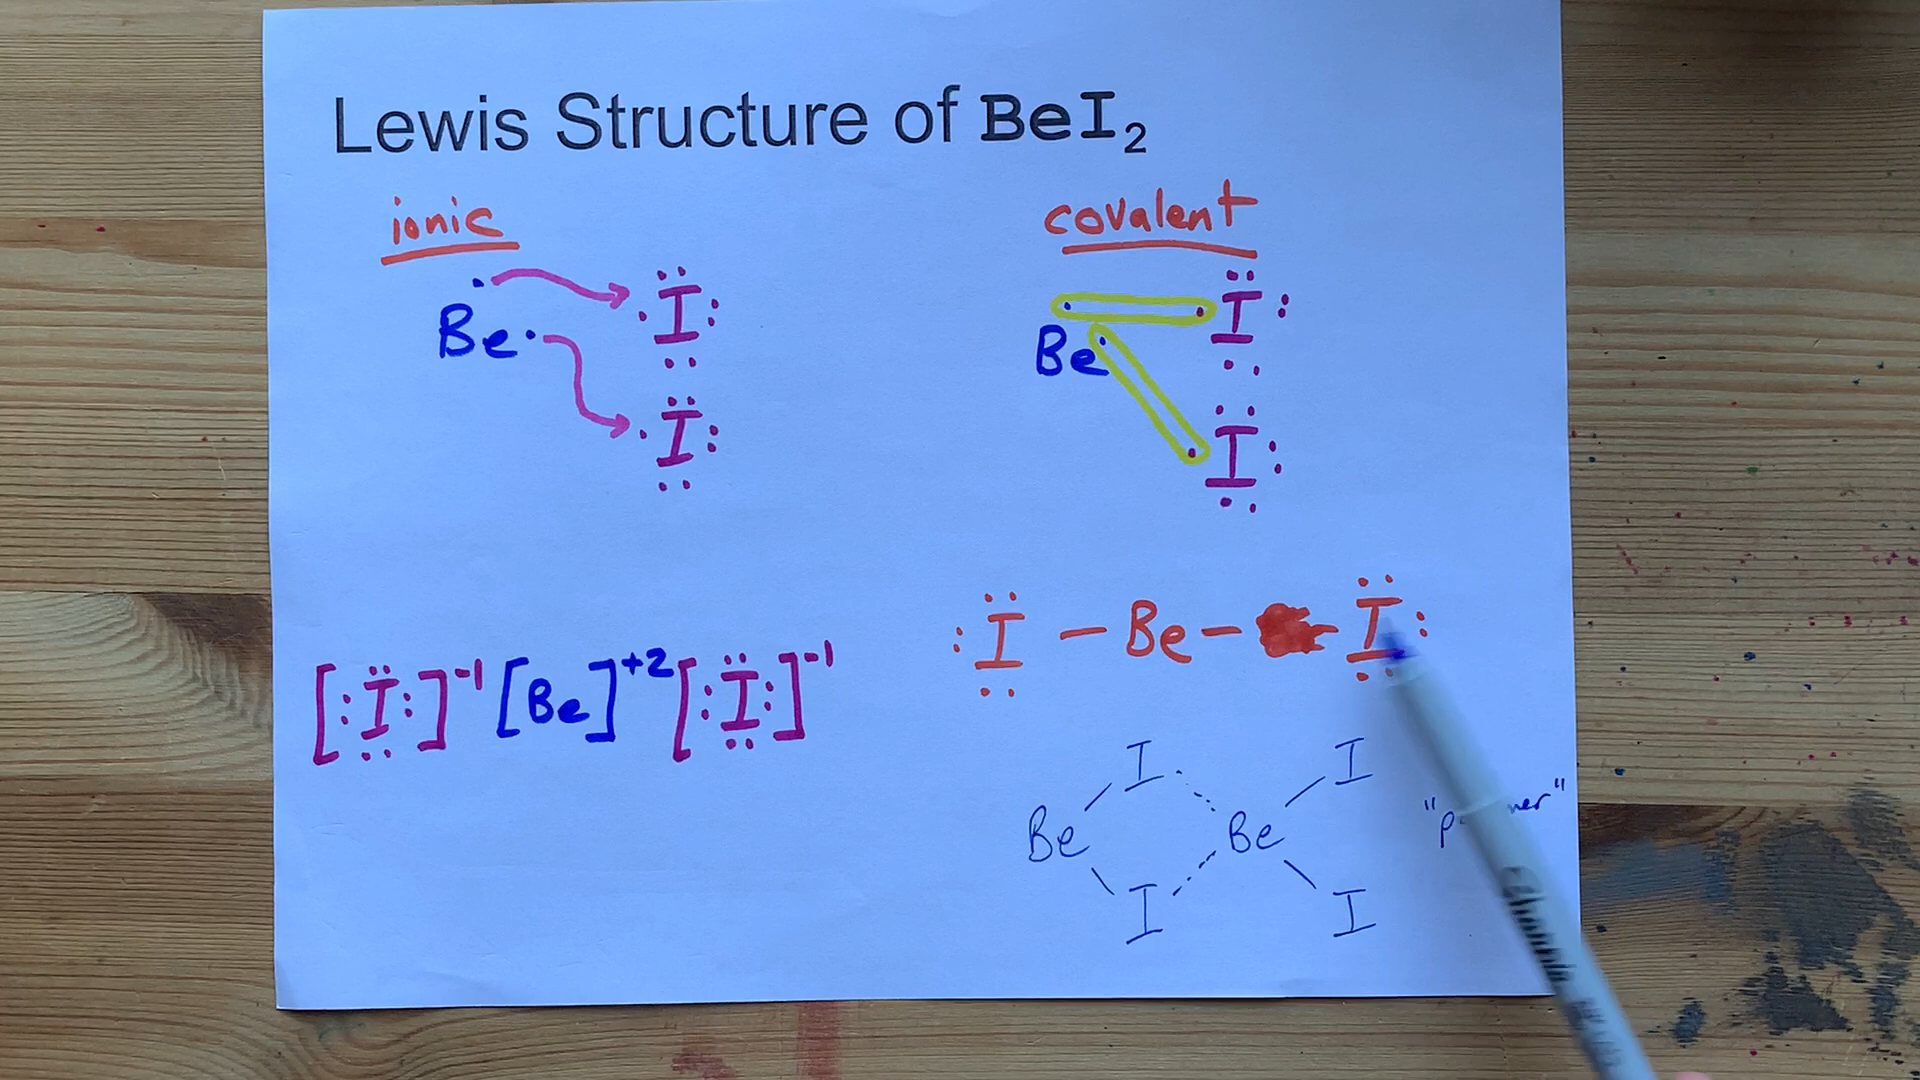 Lewis Structure of BeI₂
ionic
Be· ·I:
·I:
[:I:]⁻¹ [Be]⁺² [:I:]⁻¹
covalent
Be I:
I:
:I – Be – I:
I I
Be Be
I I